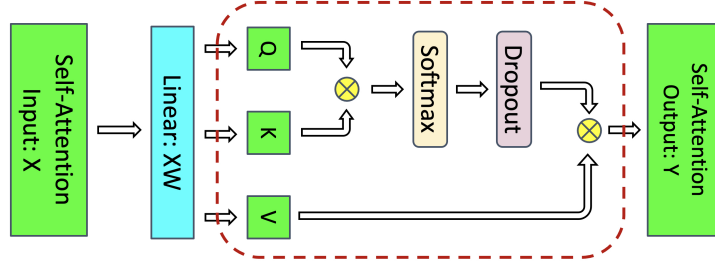 Self-Attention
Input: X
Linear: XW
Q
K
V
Softmax
Dropout
Self-Attention
Output: Y